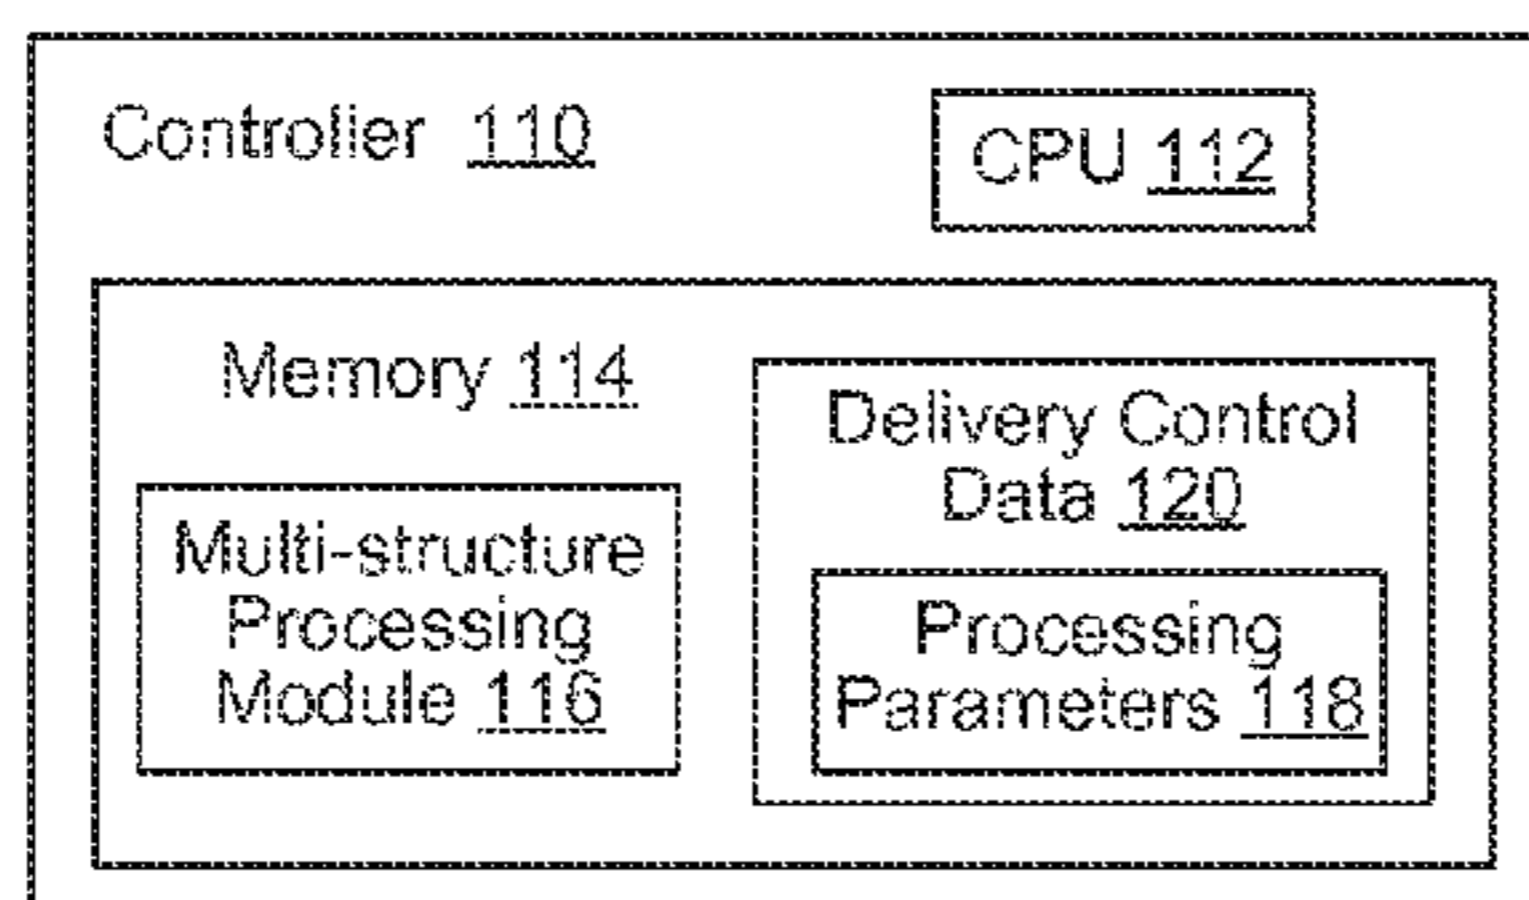 Controller 110
CPU 112
Memory 114
Delivery Control
Data 120
Multi-structure
Processing
Module 116
Processing
Parameters 118